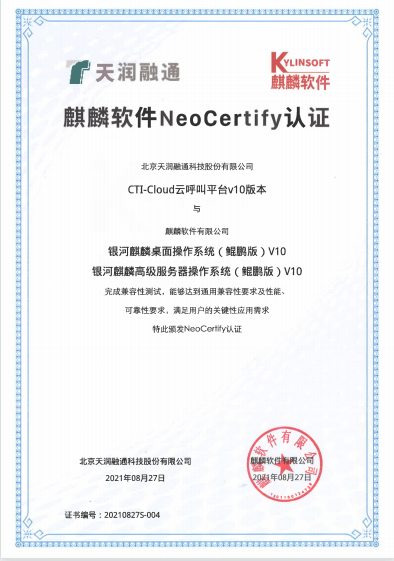 天润融通
KYLINSOFT
麒麟软件
麒麟软件NeoCertify认证
北京天润融通科技股份有限公司
CTI-Cloud云呼叫平台v10版本
与
麒麟软件有限公司
银河麒麟桌面操作系统（鲲鹏版）V10
银河麒麟高级服务器操作系统（鲲鹏版）V10
完成兼容性测试，能够达到通用兼容性要求及性能、
可靠性要求，满足用户的关键性应用需求
特此颁发NeoCertify认证
北京天润融通科技股份有限公司
2021年08月27日
麒麟软件有限公司
2021年08月27日
麒麟软件有限公司
证书编号：20210827S-004